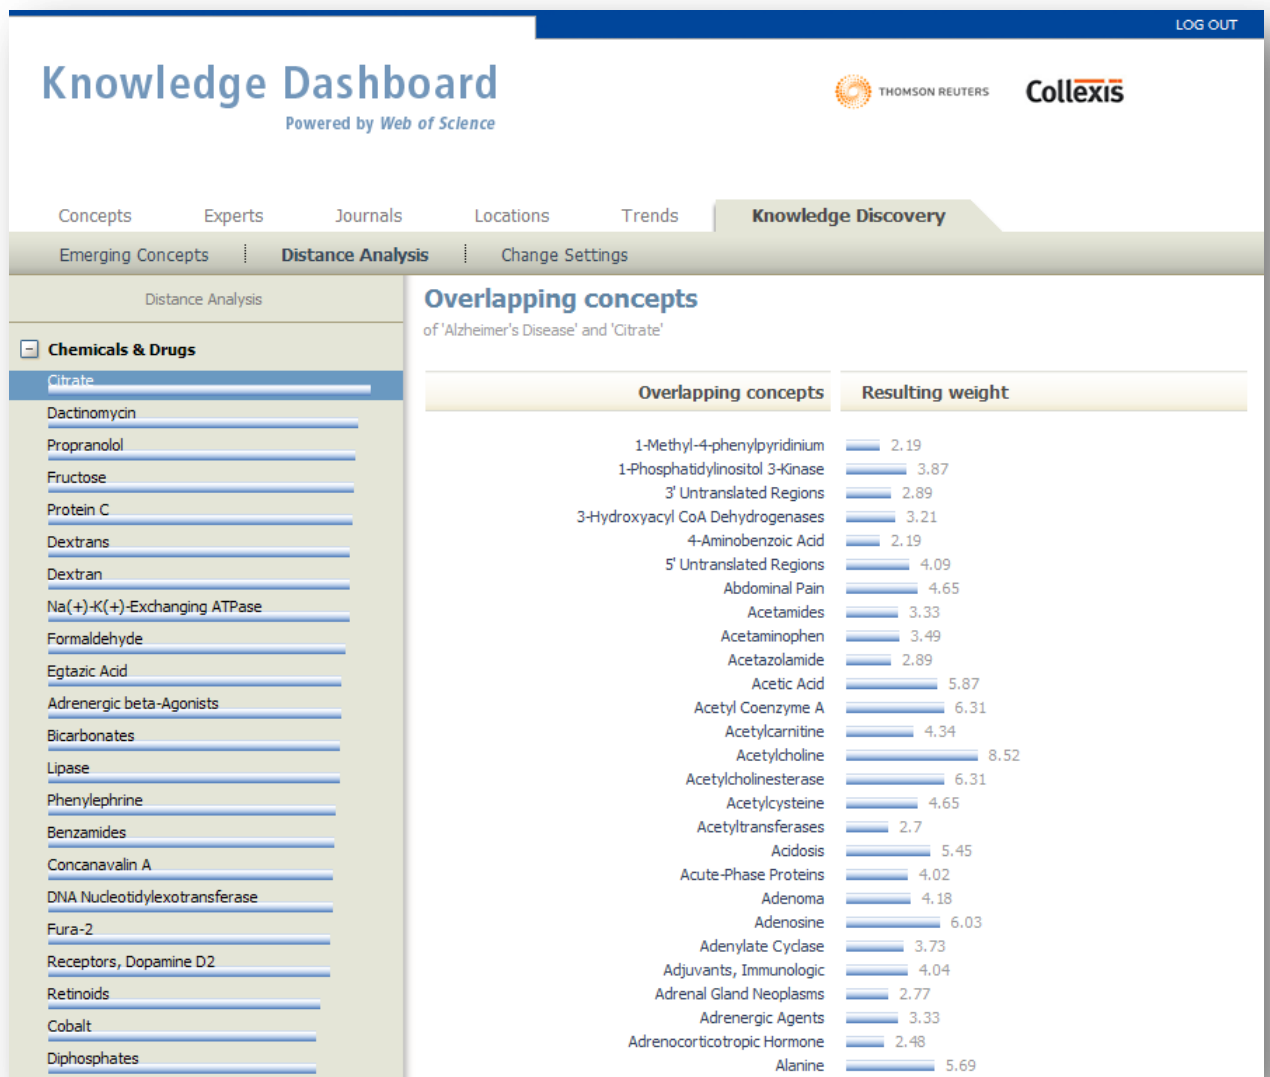 LOG OUT
Knowledge Dashboard
Powered by Web of Science
THOMSON REUTERS
Collexis
Concepts Experts Journals Locations Trends Knowledge Discovery
Emerging Concepts Distance Analysis Change Settings
Distance Analysis
Chemicals & Drugs
Citrate
Dactinomycin
Propranolol
Fructose
Protein C
Dextrans
Dextran
Na(+)-K(+)-Exchanging ATPase
Formaldehyde
Egtazic Acid
Adrenergic beta-Agonists
Bicarbonates
Lipase
Phenylephrine
Benzamides
Concanavalin A
DNA Nucleotidylexotransferase
Fura-2
Receptors, Dopamine D2
Retinoids
Cobalt
Diphosphates
Overlapping concepts
of 'Alzheimer's Disease' and 'Citrate'
Overlapping concepts Resulting weight
1-Methyl-4-phenylpyridinium 2.19
1-Phosphatidylinositol 3-Kinase 3.87
3' Untranslated Regions 2.89
3-Hydroxyacyl CoA Dehydrogenases 3.21
4-Aminobenzoic Acid 2.19
5' Untranslated Regions 4.09
Abdominal Pain 4.65
Acetamides 3.33
Acetaminophen 3.49
Acetazolamide 2.89
Acetic Acid 5.87
Acetyl Coenzyme A 6.31
Acetylcarnitine 4.34
Acetylcholine 8.52
Acetylcholinesterase 6.31
Acetylcysteine 4.65
Acetyltransferases 2.7
Acidosis 5.45
Acute-Phase Proteins 4.02
Adenoma 4.18
Adenosine 6.03
Adenylate Cyclase 3.73
Adjuvants, Immunologic 4.04
Adrenal Gland Neoplasms 2.77
Adrenergic Agents 3.33
Adrenocorticotropic Hormone 2.48
Alanine 5.69